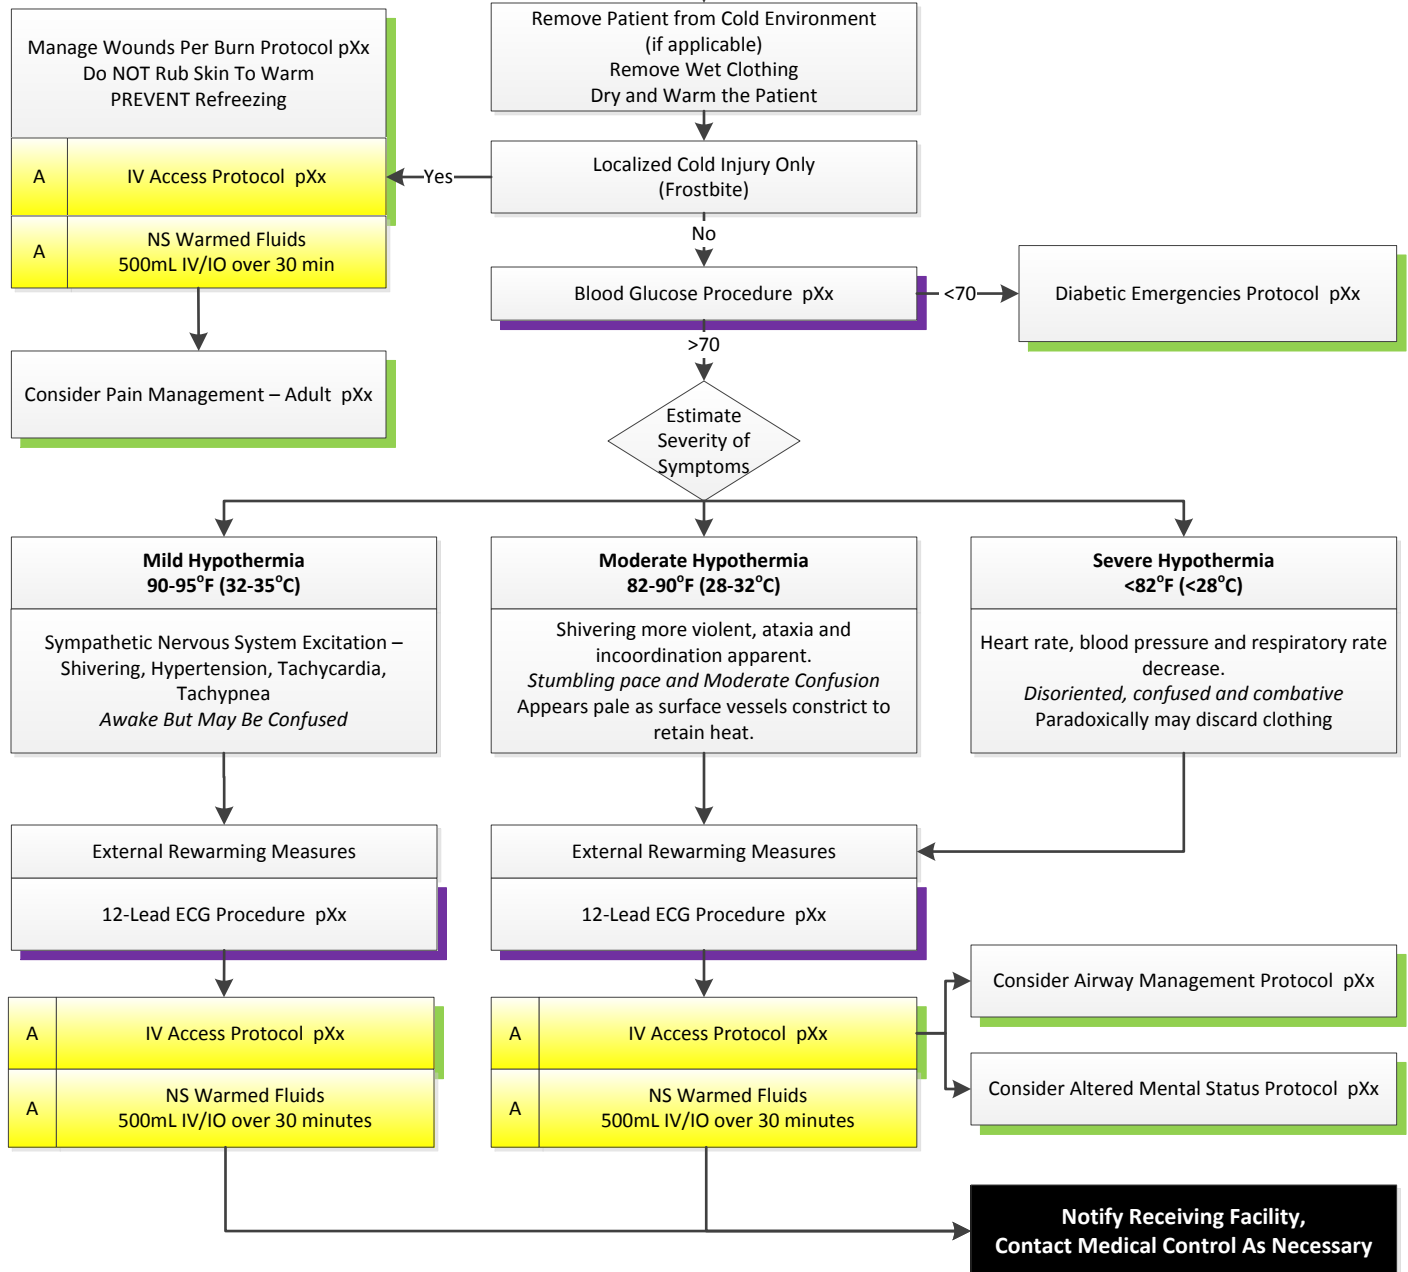 Remove Patient from Cold Environment
(if applicable)
Remove Wet Clothing
Dry and Warm the Patient
Manage Wounds Per Burn Protocol pXx
Do NOT Rub Skin To Warm
PREVENT Refreezing
A
IV Access Protocol pXx
A
NS Warmed Fluids
500mL IV/IO over 30 min
Consider Pain Management – Adult pXx
Yes
Localized Cold Injury Only
(Frostbite)
No
Blood Glucose Procedure pXx
<70
Diabetic Emergencies Protocol pXx
>70
Estimate
Severity of
Symptoms
Mild Hypothermia
90-95°F (32-35°C)
Sympathetic Nervous System Excitation –
Shivering, Hypertension, Tachycardia,
Tachypnea
Awake But May Be Confused
Moderate Hypothermia
82-90°F (28-32°C)
Shivering more violent, ataxia and
incoordination apparent.
Stumbling pace and Moderate Confusion
Appears pale as surface vessels constrict to
retain heat.
Severe Hypothermia
<82°F (<28°C)
Heart rate, blood pressure and respiratory rate
decrease.
Disoriented, confused and combative
Paradoxically may discard clothing
External Rewarming Measures
12-Lead ECG Procedure pXx
External Rewarming Measures
12-Lead ECG Procedure pXx
A
IV Access Protocol pXx
A
NS Warmed Fluids
500mL IV/IO over 30 minutes
A
IV Access Protocol pXx
A
NS Warmed Fluids
500mL IV/IO over 30 minutes
Consider Airway Management Protocol pXx
Consider Altered Mental Status Protocol pXx
Notify Receiving Facility,
Contact Medical Control As Necessary